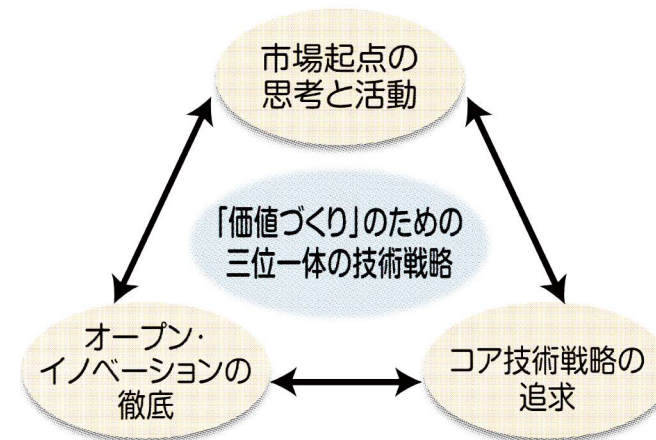 市場起点の
思考と活動
「価値づくり」のための
三位一体の技術戦略
オープン・
イノベーションの
徹底
コア技術戦略の
追求